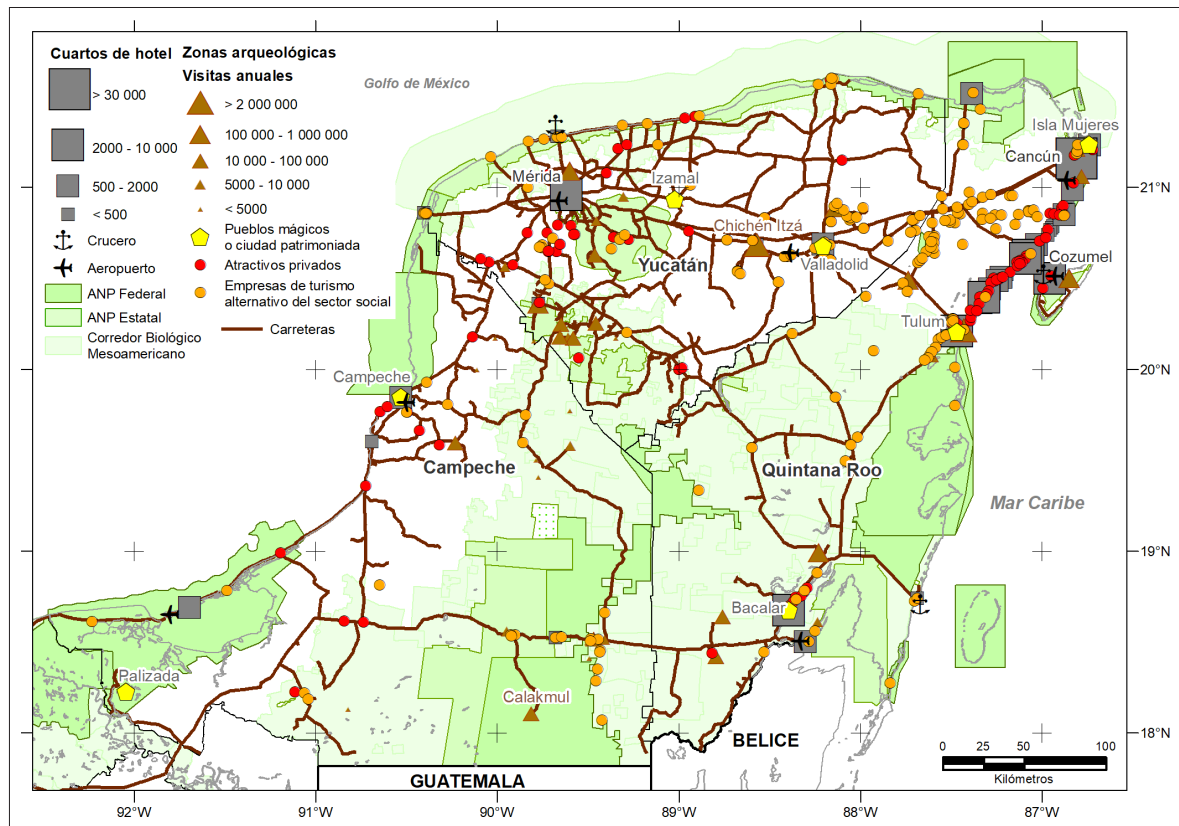 Cuartos de hotel
> 30 000
2000 - 10 000
500 - 2000
< 500
Crucero
Aeropuerto
ANP Federal
ANP Estatal
Corredor Biológico
Mesoamericano
Zonas arqueológicas
Visitas anuales
> 2 000 000
100 000 - 1 000 000
10 000 - 100 000
5000 - 10 000
< 5000
Pueblos mágicos
o ciudad patrimoniada
Atractivos privados
Empresas de turismo
alternativo del sector social
Carreteras
Golfo de México
Isla Mujeres
Cancún
Mérida
Izamal
Chichén Itzá
Valladolid
Yucatán
Cozumel
Tulum
Campeche
Campeche
Quintana Roo
Mar Caribe
Bacalar
Palizada
Calakmul
BELICE
GUATEMALA
0 25 50 100
Kilómetros
21°N
20°N
19°N
18°N
92°W 91°W 90°W 89°W 88°W 87°W